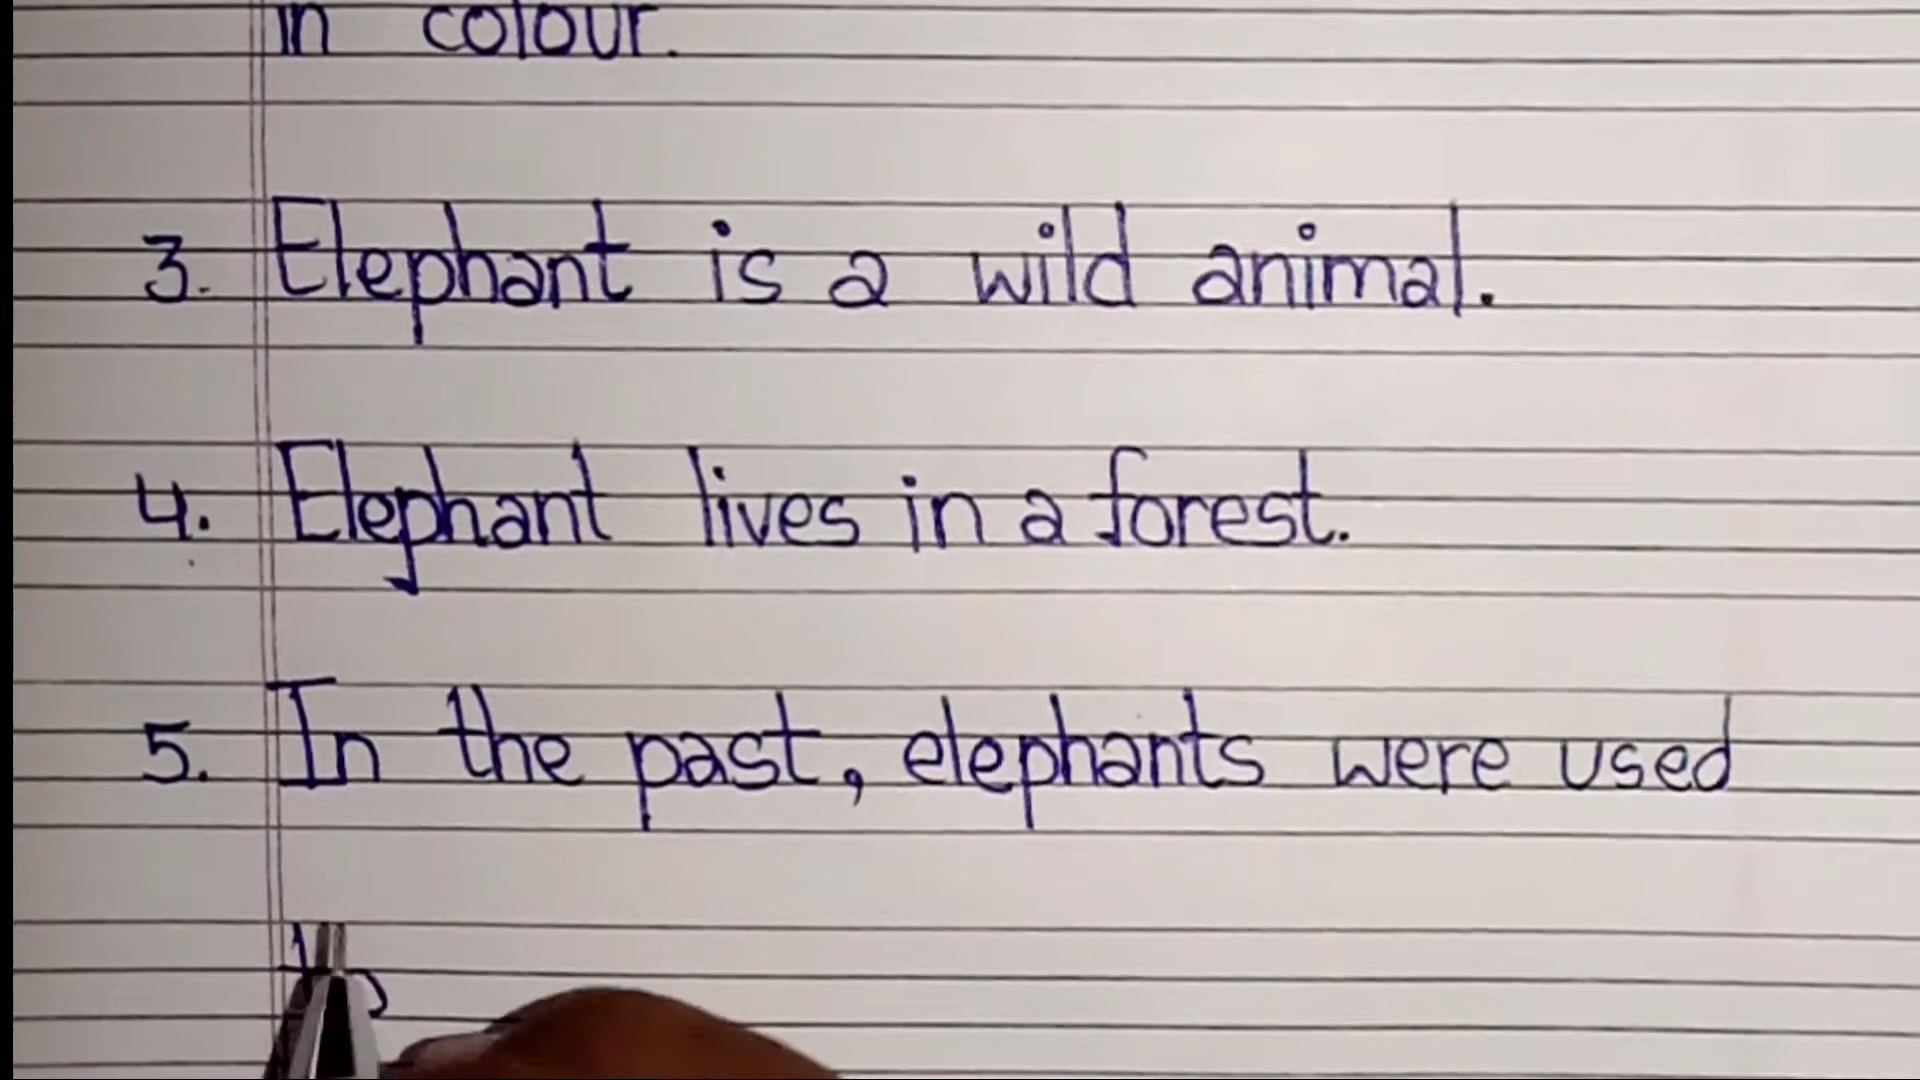 in colour.
3. Elephant is a wild animal.
4. Elephant lives in a forest.
5. In the past, elephants were used